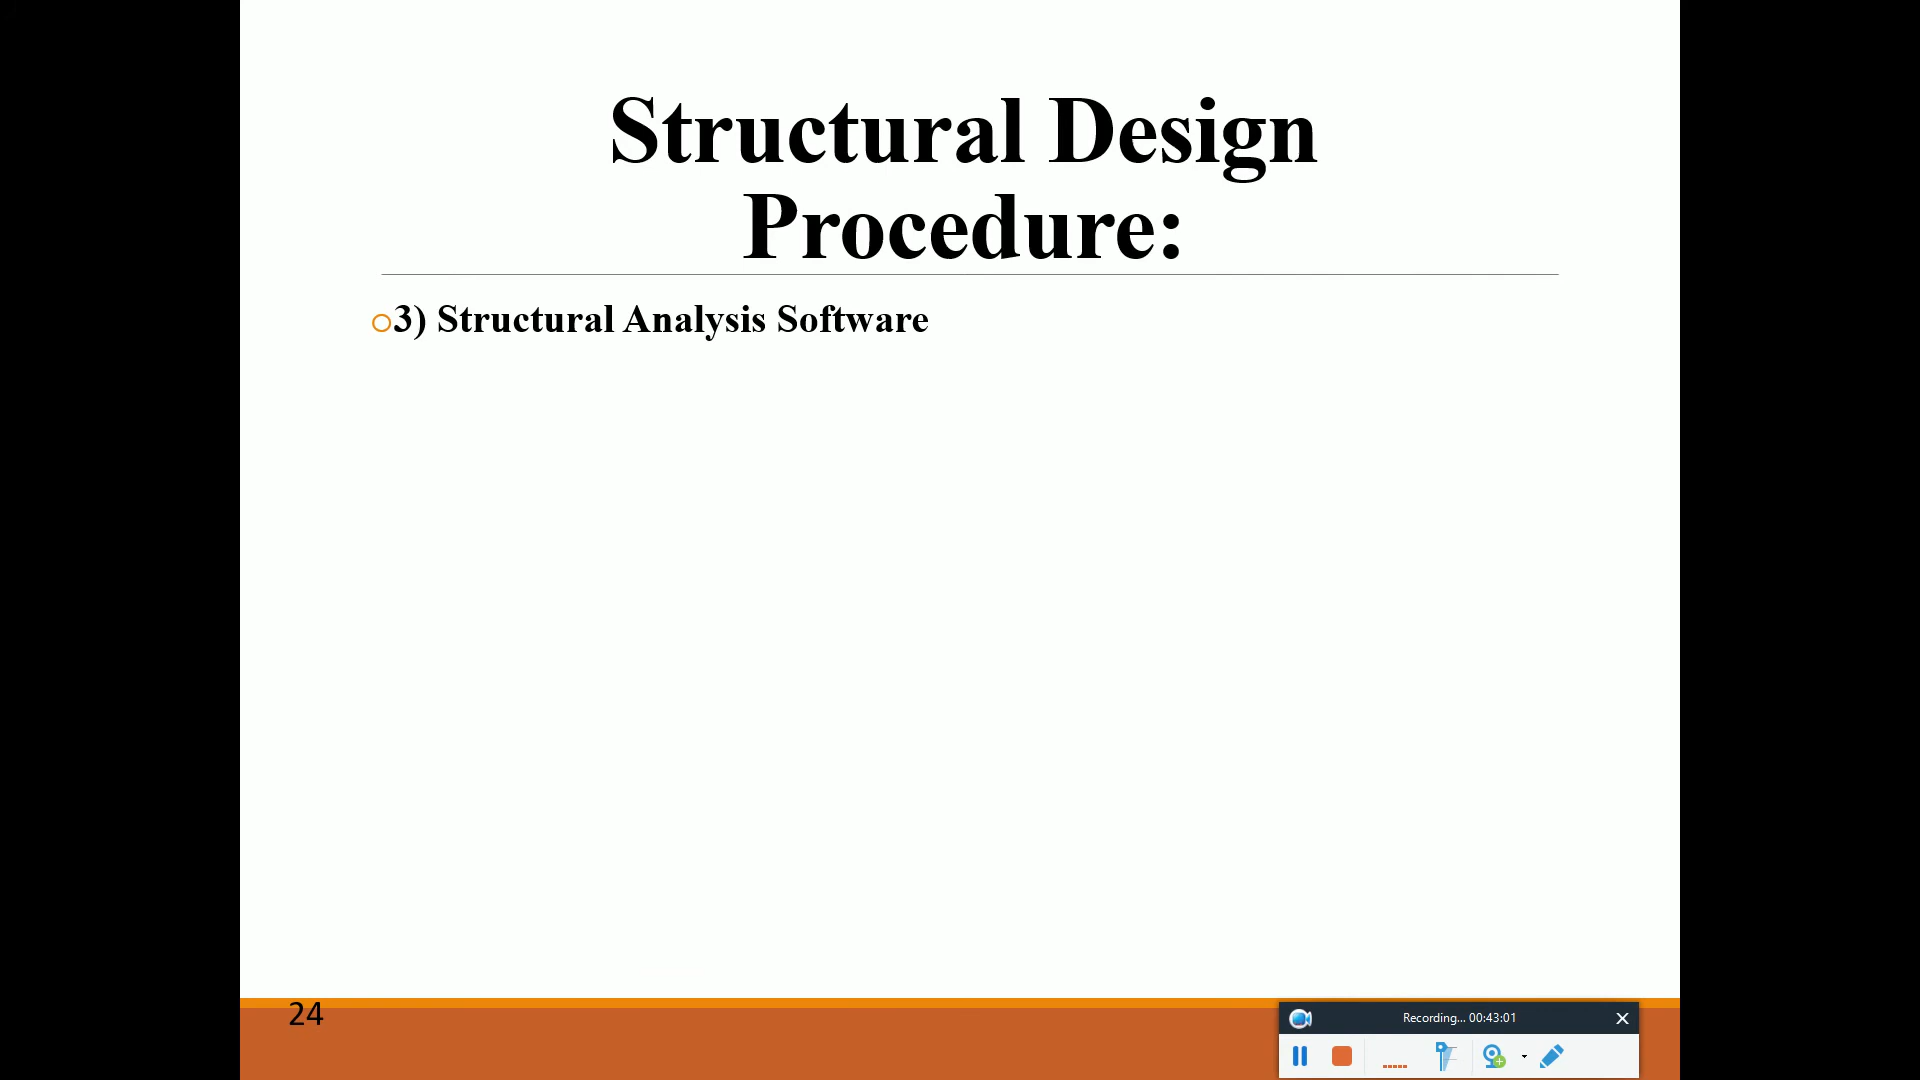 Structural Design
Procedure:
3) Structural Analysis Software
24
Recording... 00:43:01